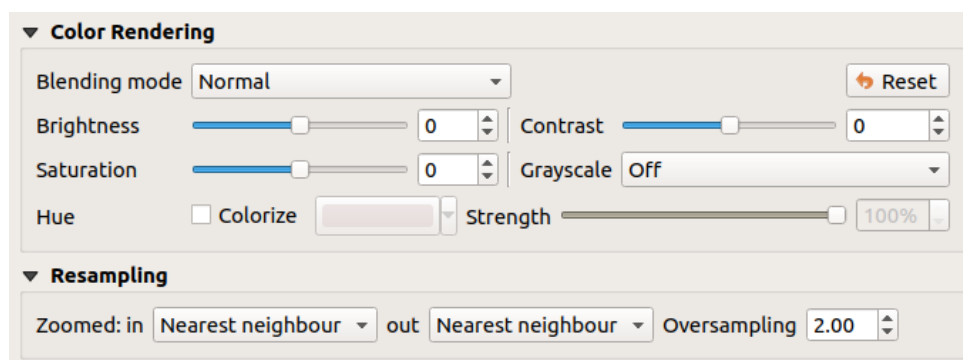 Color Rendering
Blending mode Normal Reset
Brightness 0 Contrast 0
Saturation 0 Grayscale Off
Hue Colorize Strength 100%
Resampling
Zoomed: in Nearest neighbour out Nearest neighbour Oversampling 2.00